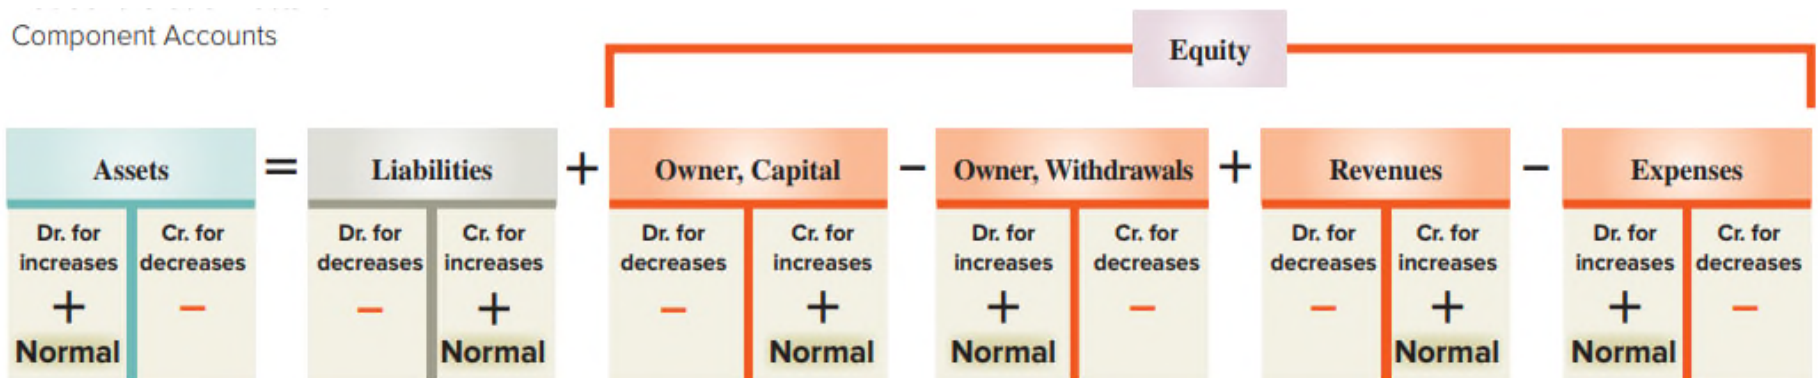 Component Accounts
Equity
Assets = Liabilities + Owner, Capital − Owner, Withdrawals + Revenues − Expenses
Dr. for Cr. for Dr. for Cr. for Dr. for Cr. for Dr. for Cr. for Dr. for Cr. for Dr. for Cr. for
increases decreases decreases increases decreases increases increases decreases decreases increases increases decreases
+ − − + − + + − − + + −
Normal Normal Normal Normal Normal Normal